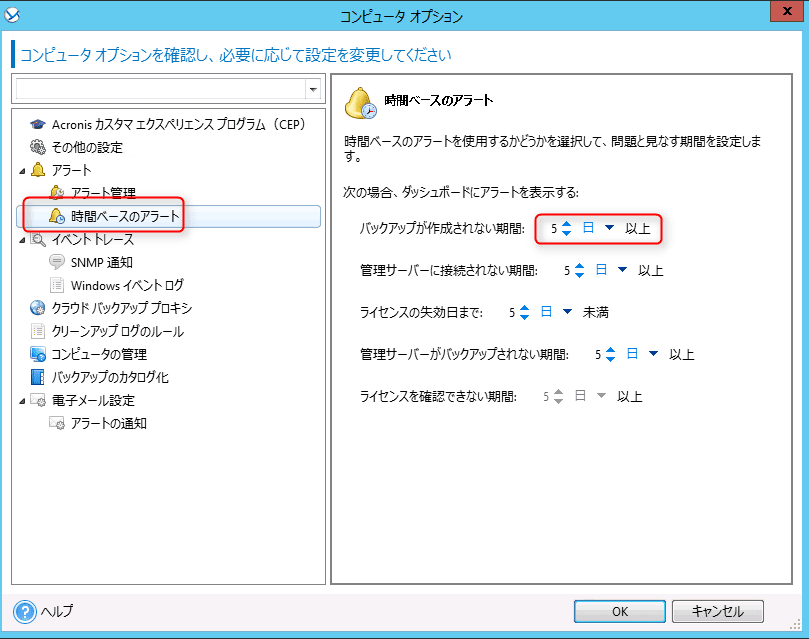 コンピュータ オプション
x
コンピュータ オプションを確認し、必要に応じて設定を変更してください
Acronis カスタマ エクスペリエンス プログラム（CEP）
その他の設定
アラート
アラート管理
時間ベースのアラート
イベント トレース
SNMP 通知
Windows イベント ログ
クラウド バックアップ プロキシ
クリーンアップ ログのルール
コンピュータの管理
バックアップのカタログ化
電子メール設定
アラートの通知
時間ベースのアラート
時間ベースのアラートを使用するかどうかを選択して、問題と見なす期間を設定しま
す。
次の場合、ダッシュボードにアラートを表示する:
バックアップが作成されない期間: 5 日 以上
管理サーバーに接続されない期間: 5 日 以上
ライセンスの失効日まで: 5 日 未満
管理サーバーがバックアップされない期間: 5 日 以上
ライセンスを確認できない期間: 5 日 以上
? ヘルプ
OK
キャンセル